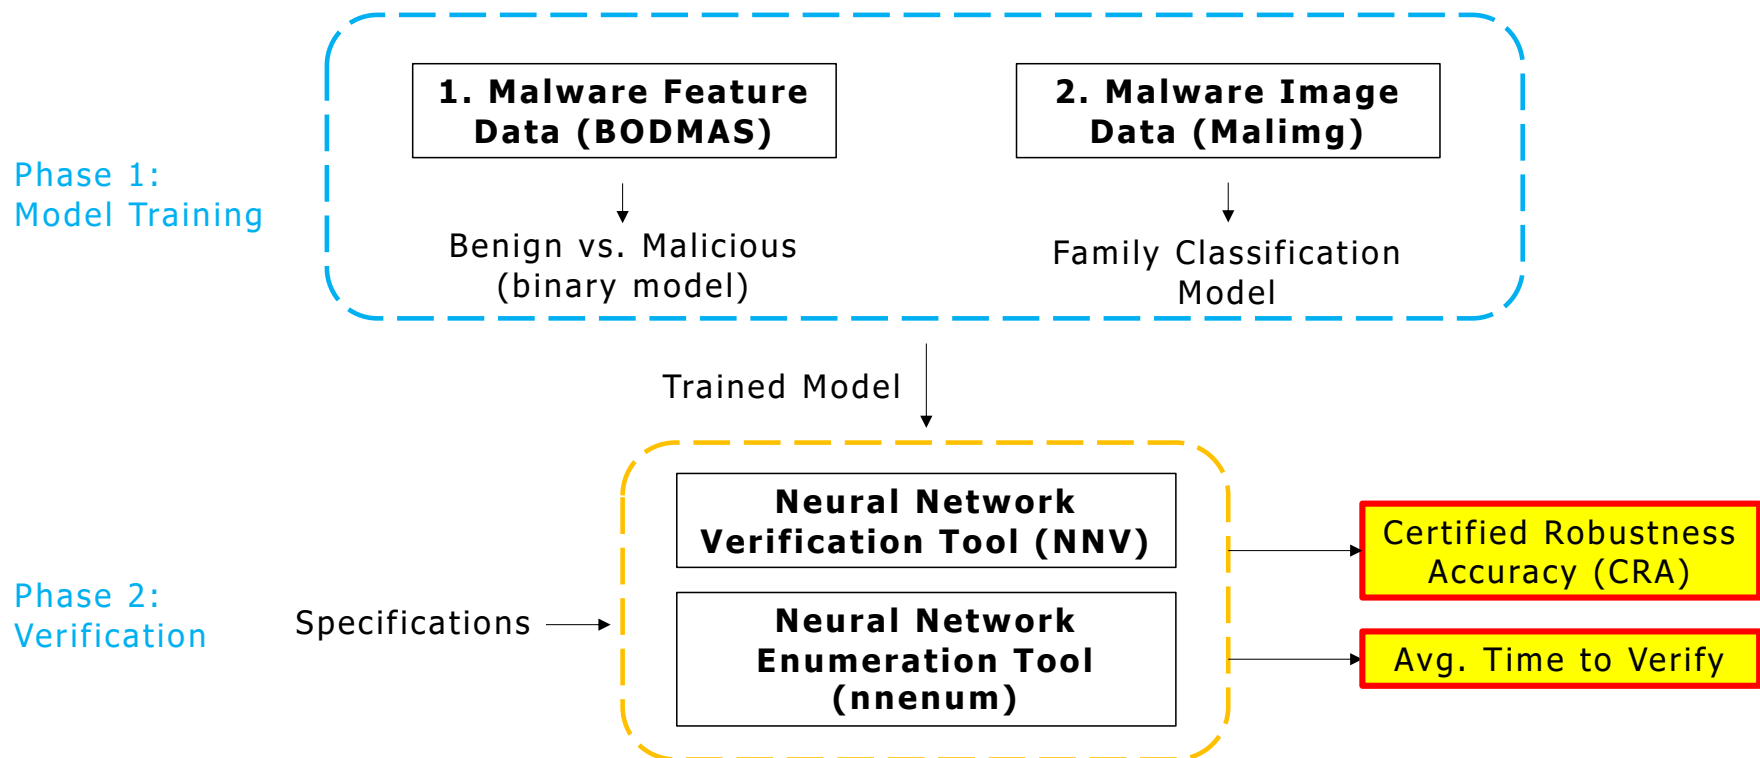 1. Malware Feature
Data (BODMAS)
2. Malware Image
Data (Malimg)
Phase 1:
Model Training
Benign vs. Malicious
(binary model)
Family Classification
Model
Trained Model
Neural Network
Verification Tool (NNV)
Certified Robustness
Accuracy (CRA)
Phase 2:
Verification
Specifications
Neural Network
Enumeration Tool
(nnenum)
Avg. Time to Verify